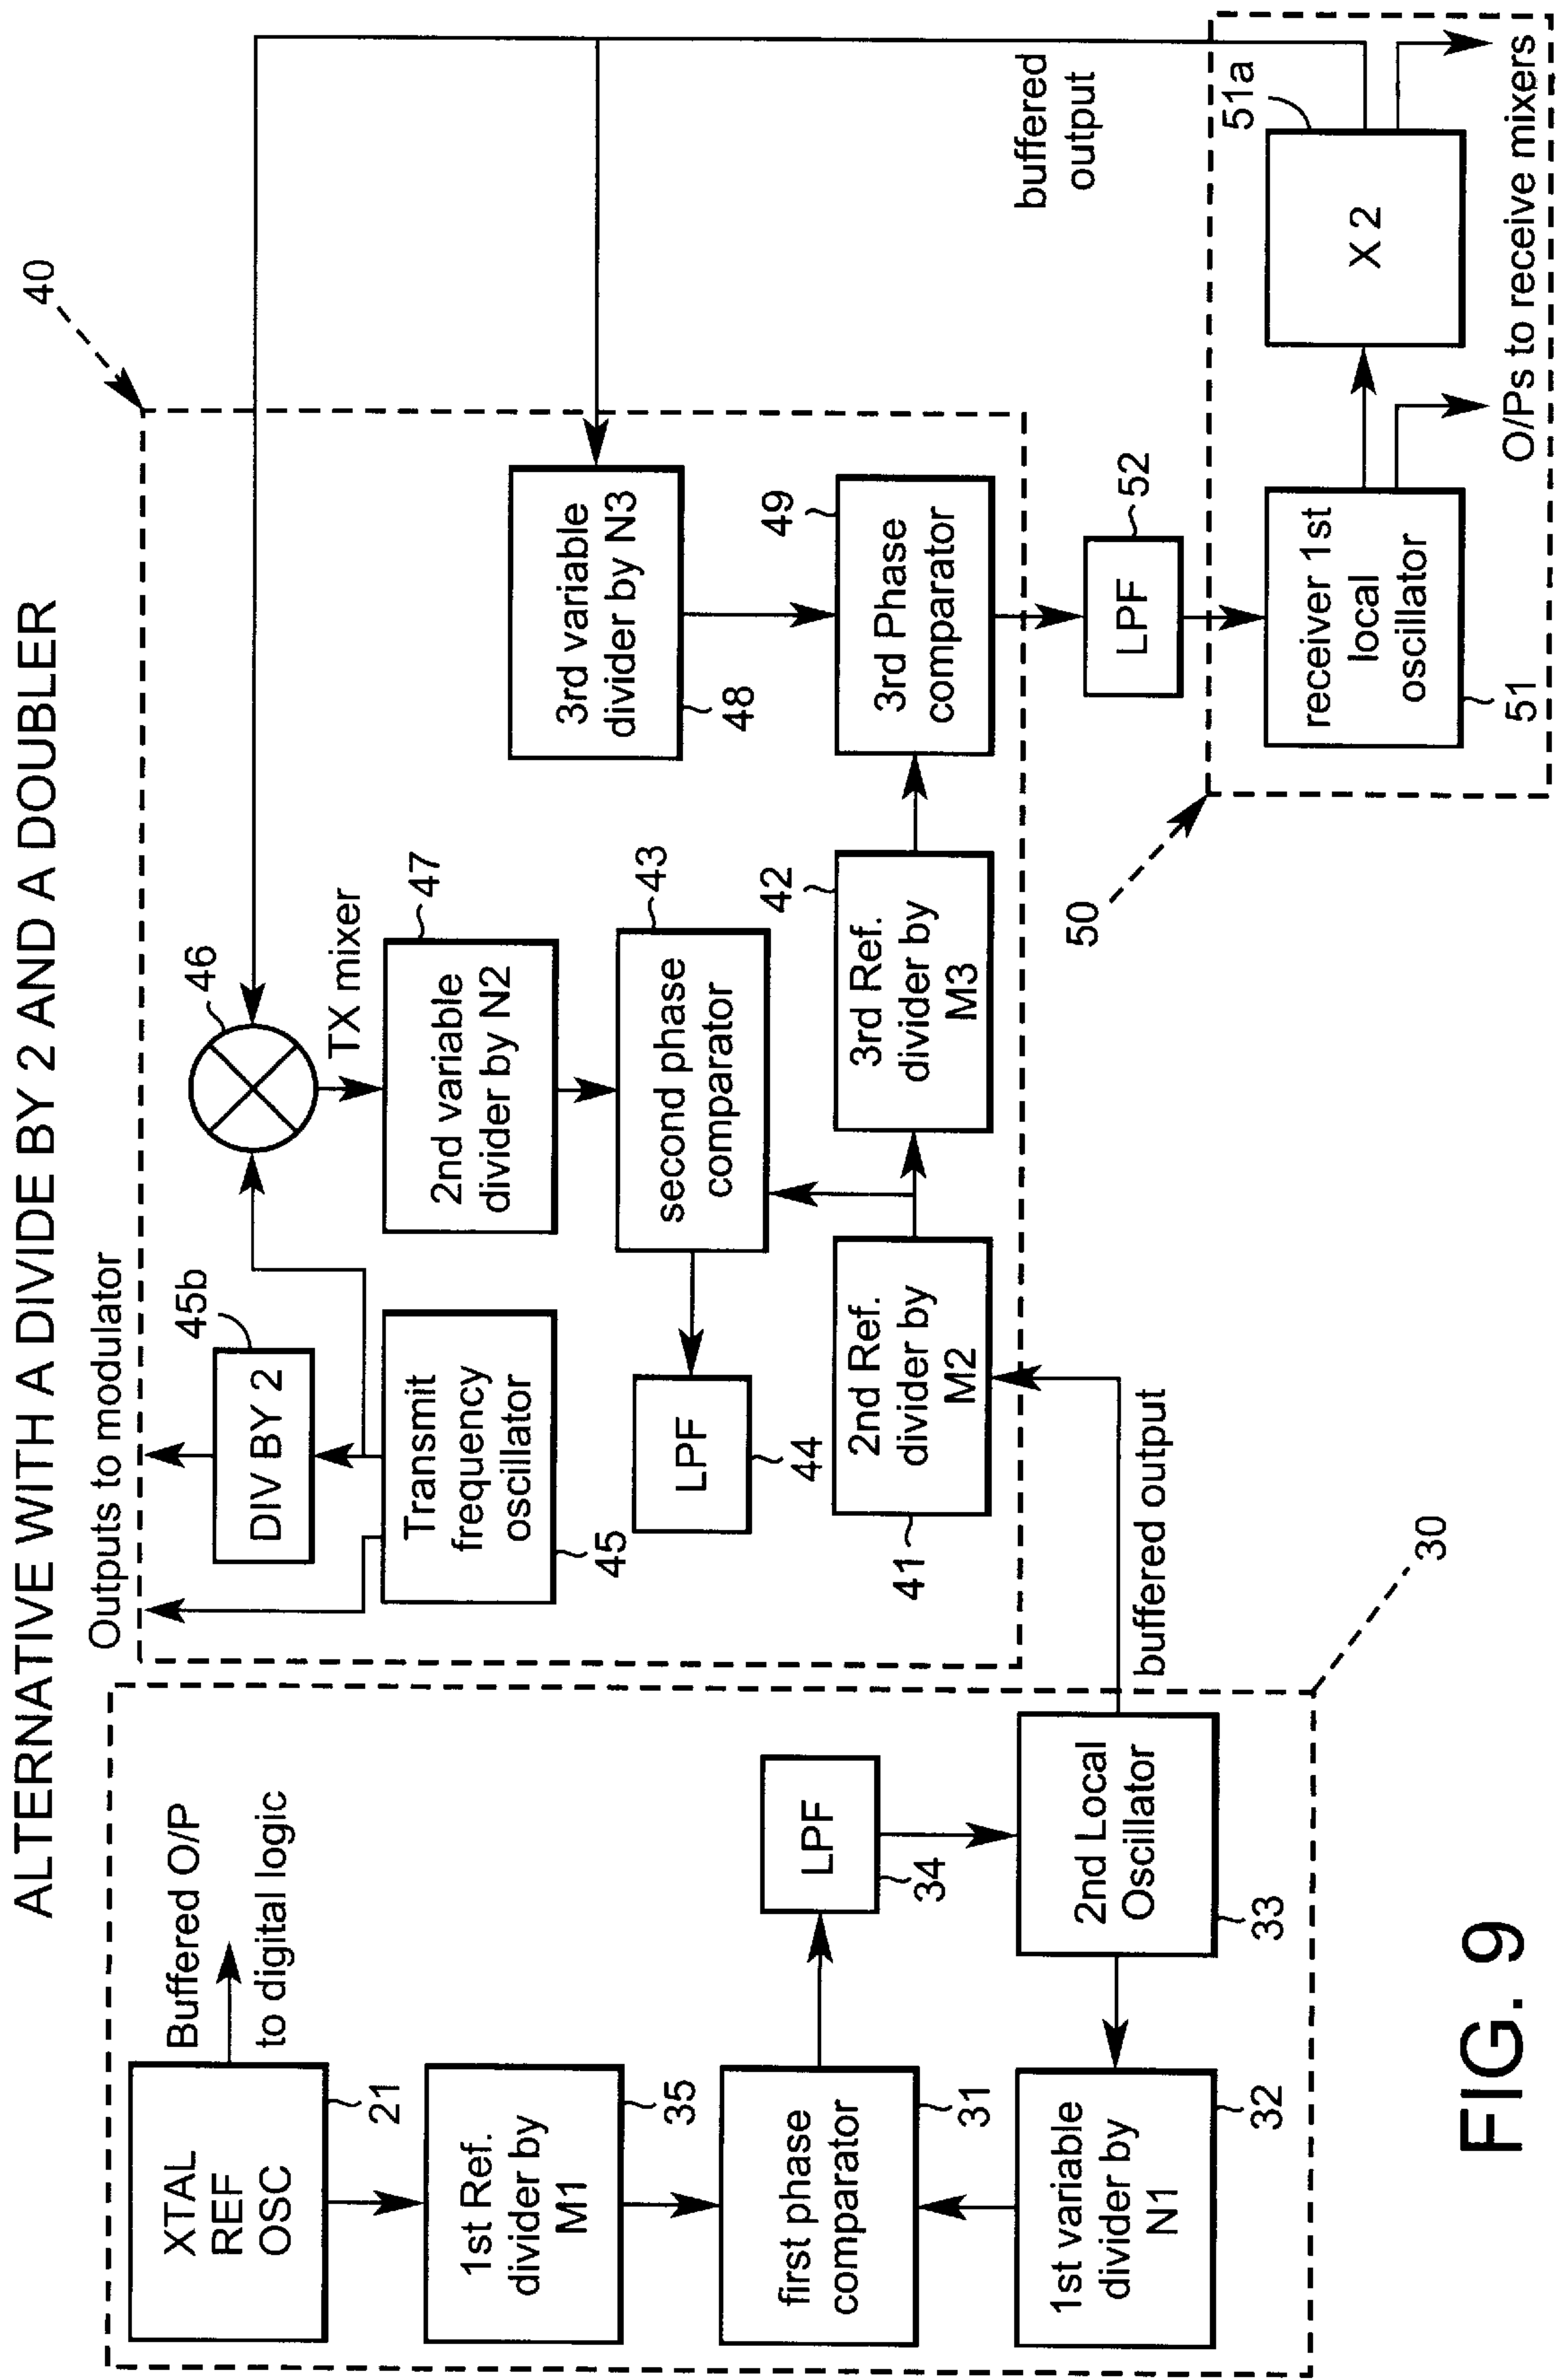 ALTERNATIVE WITH A DIVIDE BY 2 AND A DOUBLER
XTAL
REF
OSC
21
Buffered O/P
to digital logic
1st Ref.
divider by
M1
35
first phase
comparator
31
LPF
34
1st variable
divider by
N1
32
2nd Local
Oscillator
33
30
buffered output
Outputs to modulator
DIV BY 2
45b
Transmit
frequency
oscillator
45
46
TX mixer
2nd variable
divider by N2
47
second phase
comparator
43
LPF
44
2nd Ref.
divider by
M2
41
3rd Ref.
divider by
M3
42
3rd variable
divider by N3
48
3rd Phase
comparator
49
40
LPF
52
buffered
output
receiver 1st
local
oscillator
51
X 2
51a
O/Ps to receive mixers
50
FIG. 9